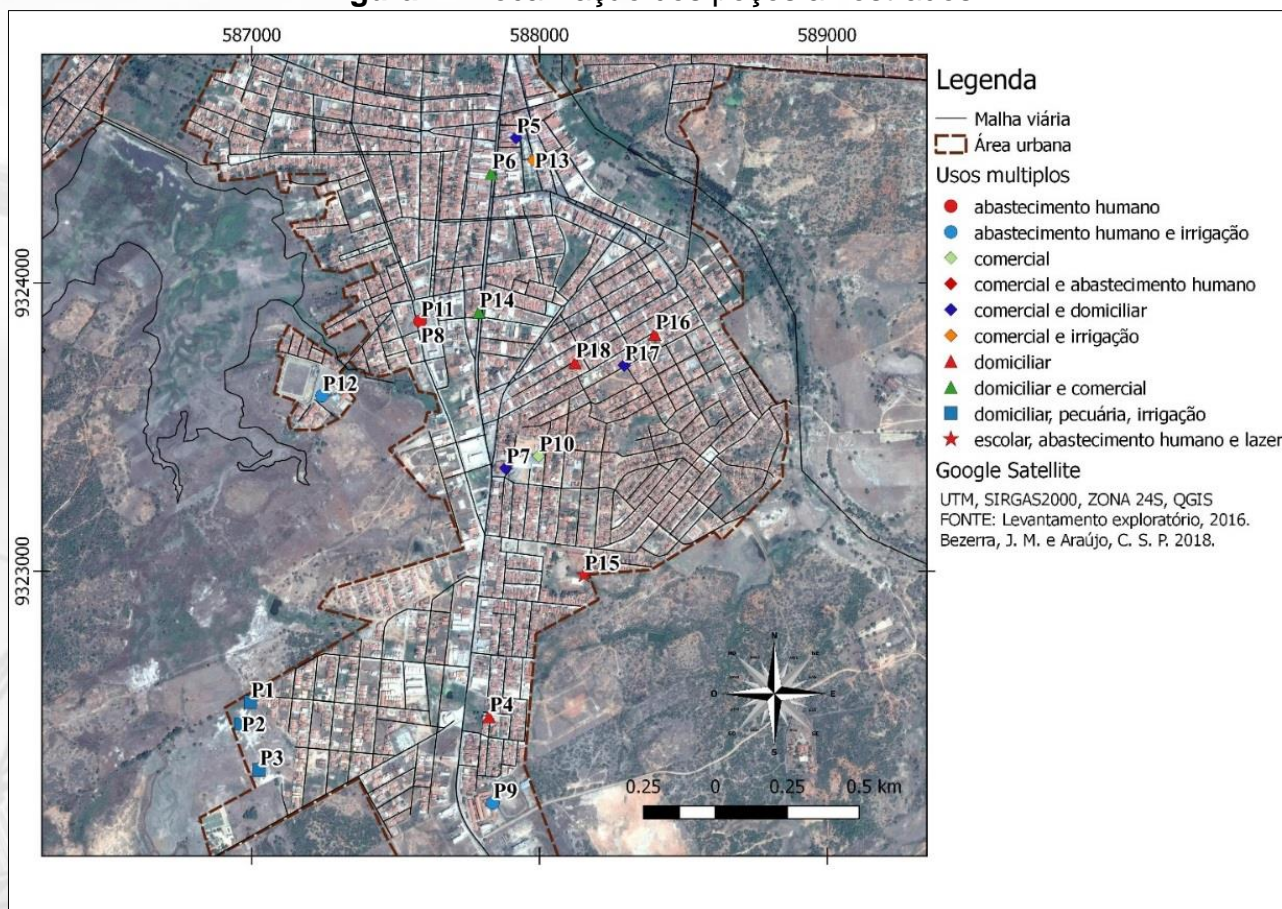 587000
588000
589000
9324000
9323000
P5
P6
P13
P14
P11
P8
P16
P18
P17
P12
P10
P7
P15
P1
P2
P3
P4
P9
N
O
E
S
0.25 0 0.25 0.5 km
Legenda
Malha viária
Área urbana
Usos multiplos
abastecimento humano
abastecimento humano e irrigação
comercial
comercial e abastecimento humano
comercial e domiciliar
comercial e irrigação
domiciliar
domiciliar e comercial
domiciliar, pecuária, irrigação
escolar, abastecimento humano e lazer
Google Satellite
UTM, SIRGAS2000, ZONA 24S, QGIS
FONTE: Levantamento exploratório, 2016.
Bezerra, J. M. e Araújo, C. S. P. 2018.